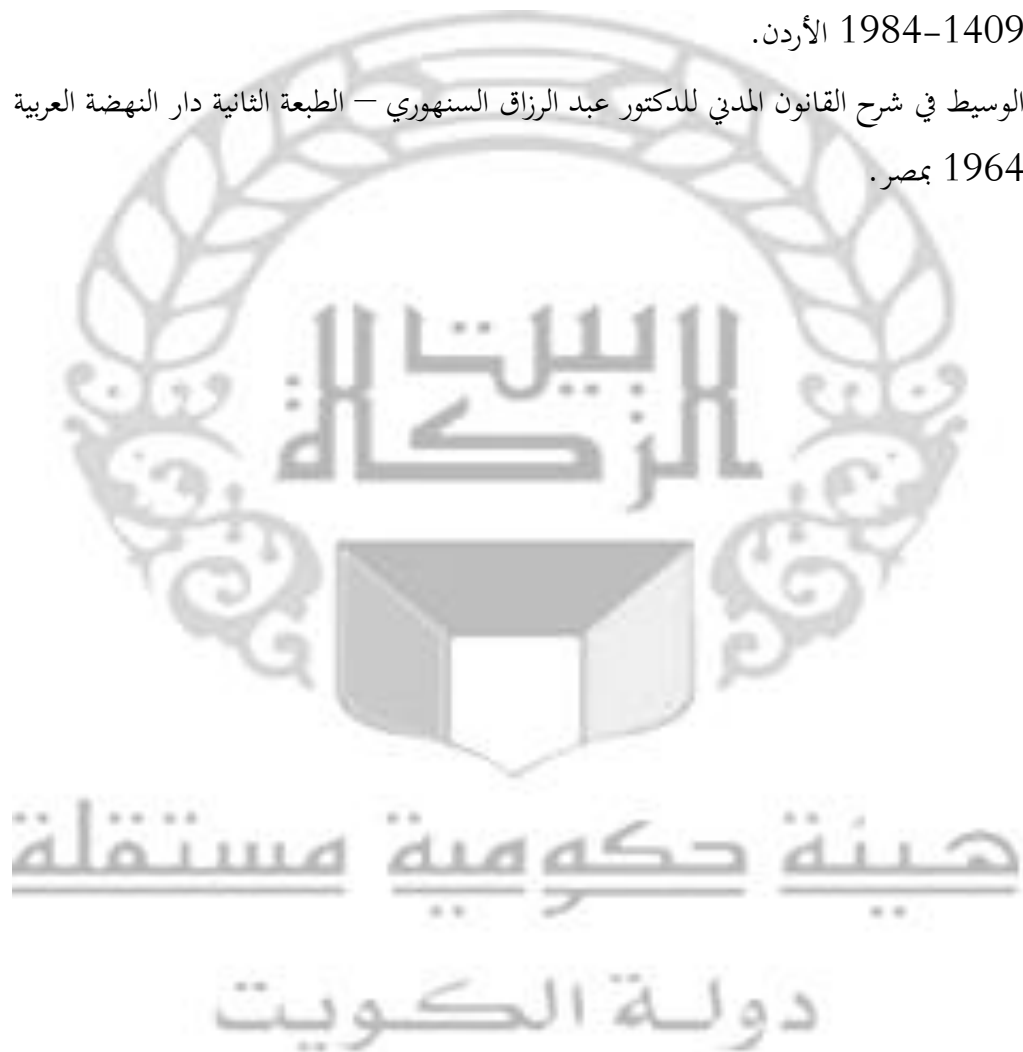 1984-1409 الأردن.
الوسيط في شرح القانون المدني للدكتور عبد الرزاق السنهوري – الطبعة الثانية دار النهضة العربية
1964 بمصر.
بيت
الزكاة
هيئة حكومية مستقلة
دولة الكويت